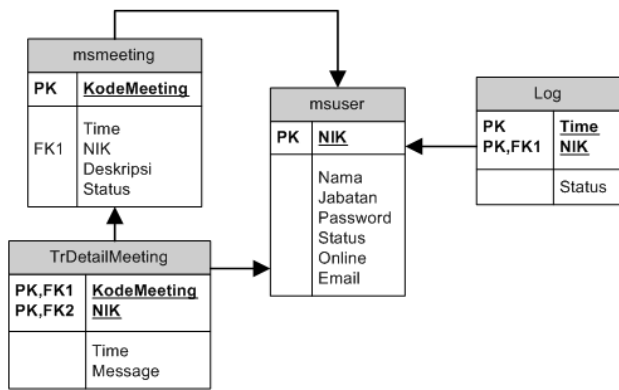 msmeeting
PK KodeMeeting
Time
FK1 NIK
Deskripsi
Status
msuser
PK NIK
Nama
Jabatan
Password
Status
Online
Email
Log
PK Time
PK,FK1 NIK
Status
TrDetailMeeting
PK,FK1 KodeMeeting
PK,FK2 NIK
Time
Message